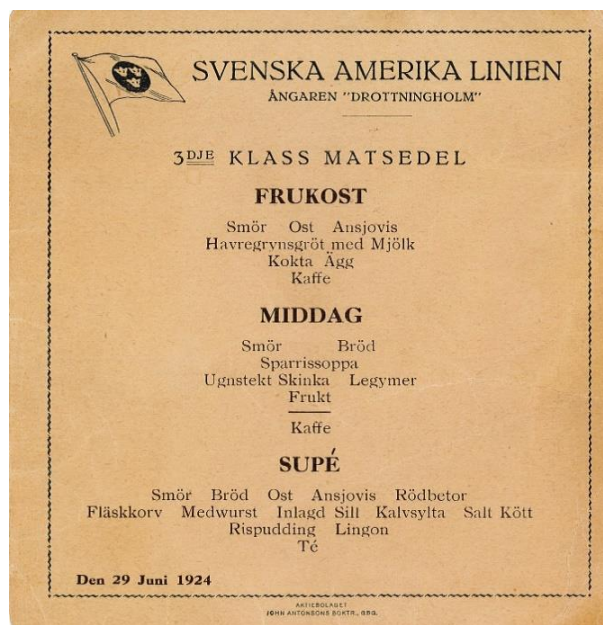 SVENSKA AMERIKA LINIEN
ÅNGAREN "DROTTNINGHOLM"
3DJE KLASS MATSEDEL
FRUKOST
Smör Ost Ansjovis
Havregrynsgröt med Mjölk
Kokta Ägg
Kaffe
MIDDAG
Smör Bröd
Sparrissoppa
Ugnstekt Skinka Legymer
Frukt
Kaffe
SUPÉ
Smör Bröd Ost Ansjovis Rödbetor
Fläskkorv Medwurst Inlagd Sill Kalvsylta Salt Kött
Rispudding Lingon
Té
Den 29 Juni 1924
AKTIEBOLAGET
JOHN ANTONSONS BOKTR., GBG.